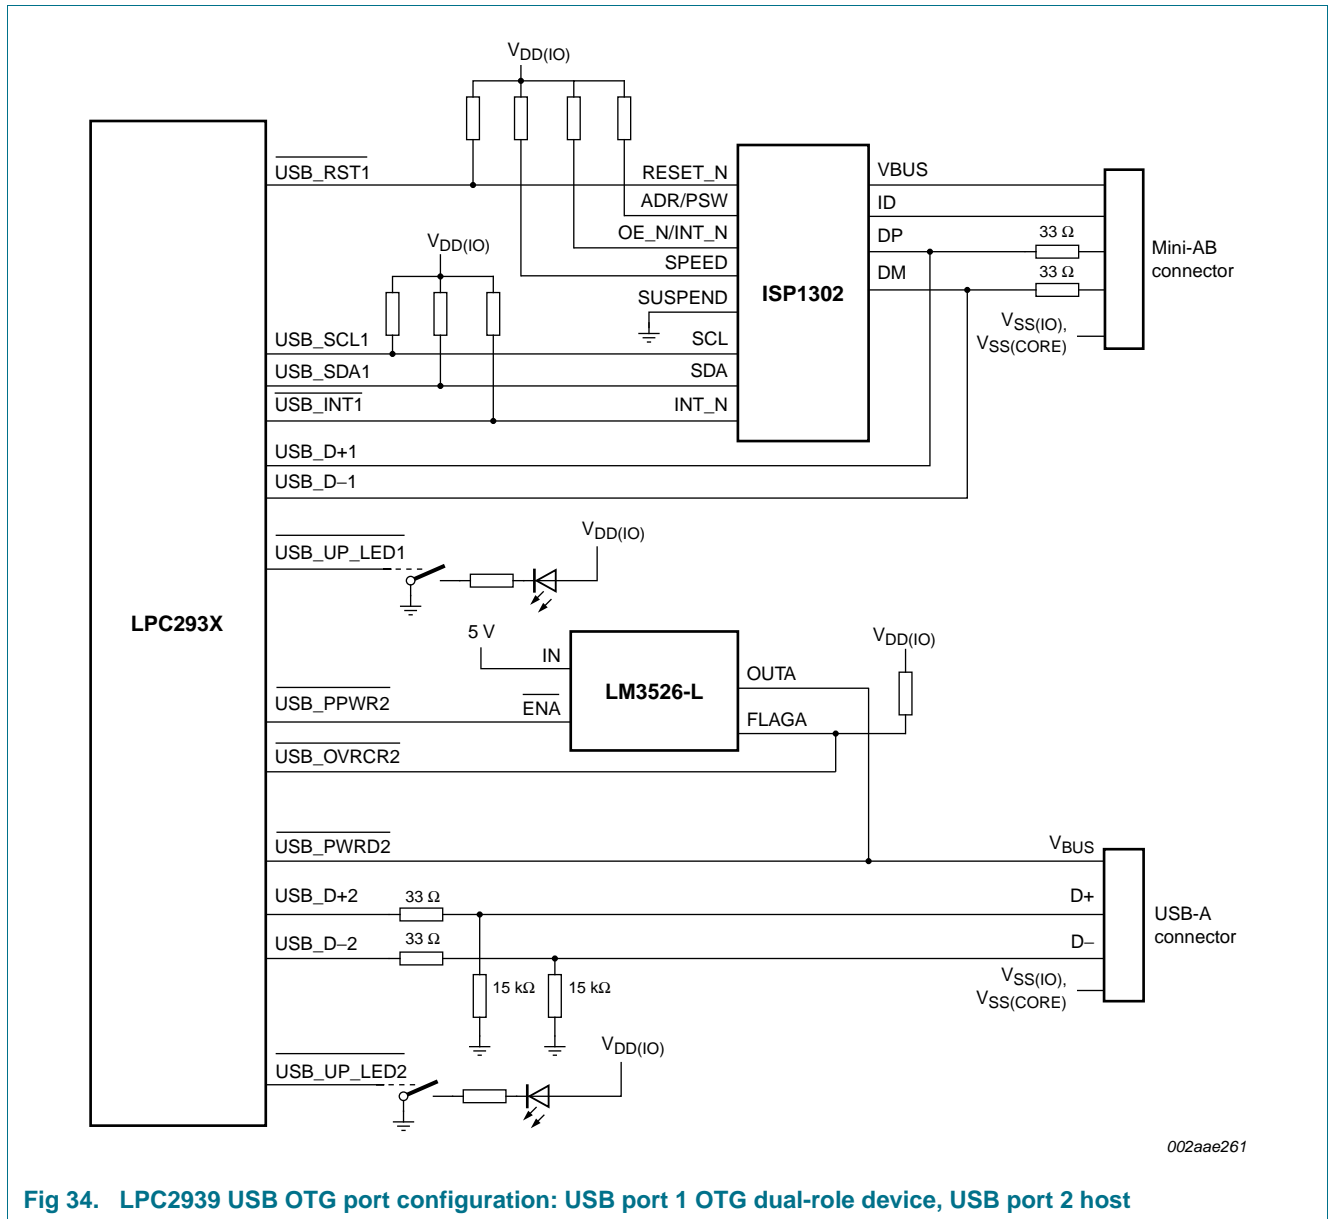 VDD(IO)
USB_RST1
RESET_N
VBUS
ADR/PSW
ID
OE_N/INT_N
DP
33 Ω
VDD(IO)
SPEED
Mini-AB
connector
DM
33 Ω
SUSPEND
ISP1302
VSS(IO),
VSS(CORE)
USB_SCL1
SCL
USB_SDA1
SDA
USB_INT1
INT_N
USB_D+1
USB_D−1
VDD(IO)
USB_UP_LED1
LPC293X
5 V
VDD(IO)
IN
LM3526-L
OUTA
USB_PPWR2
ENA
FLAGA
USB_OVRCR2
USB_PWRD2
VBUS
USB_D+2
33 Ω
D+
USB-A
connector
USB_D−2
33 Ω
D−
15 kΩ
15 kΩ
VSS(IO),
VSS(CORE)
VDD(IO)
USB_UP_LED2
002aae261
Fig 34. LPC2939 USB OTG port configuration: USB port 1 OTG dual-role device, USB port 2 host